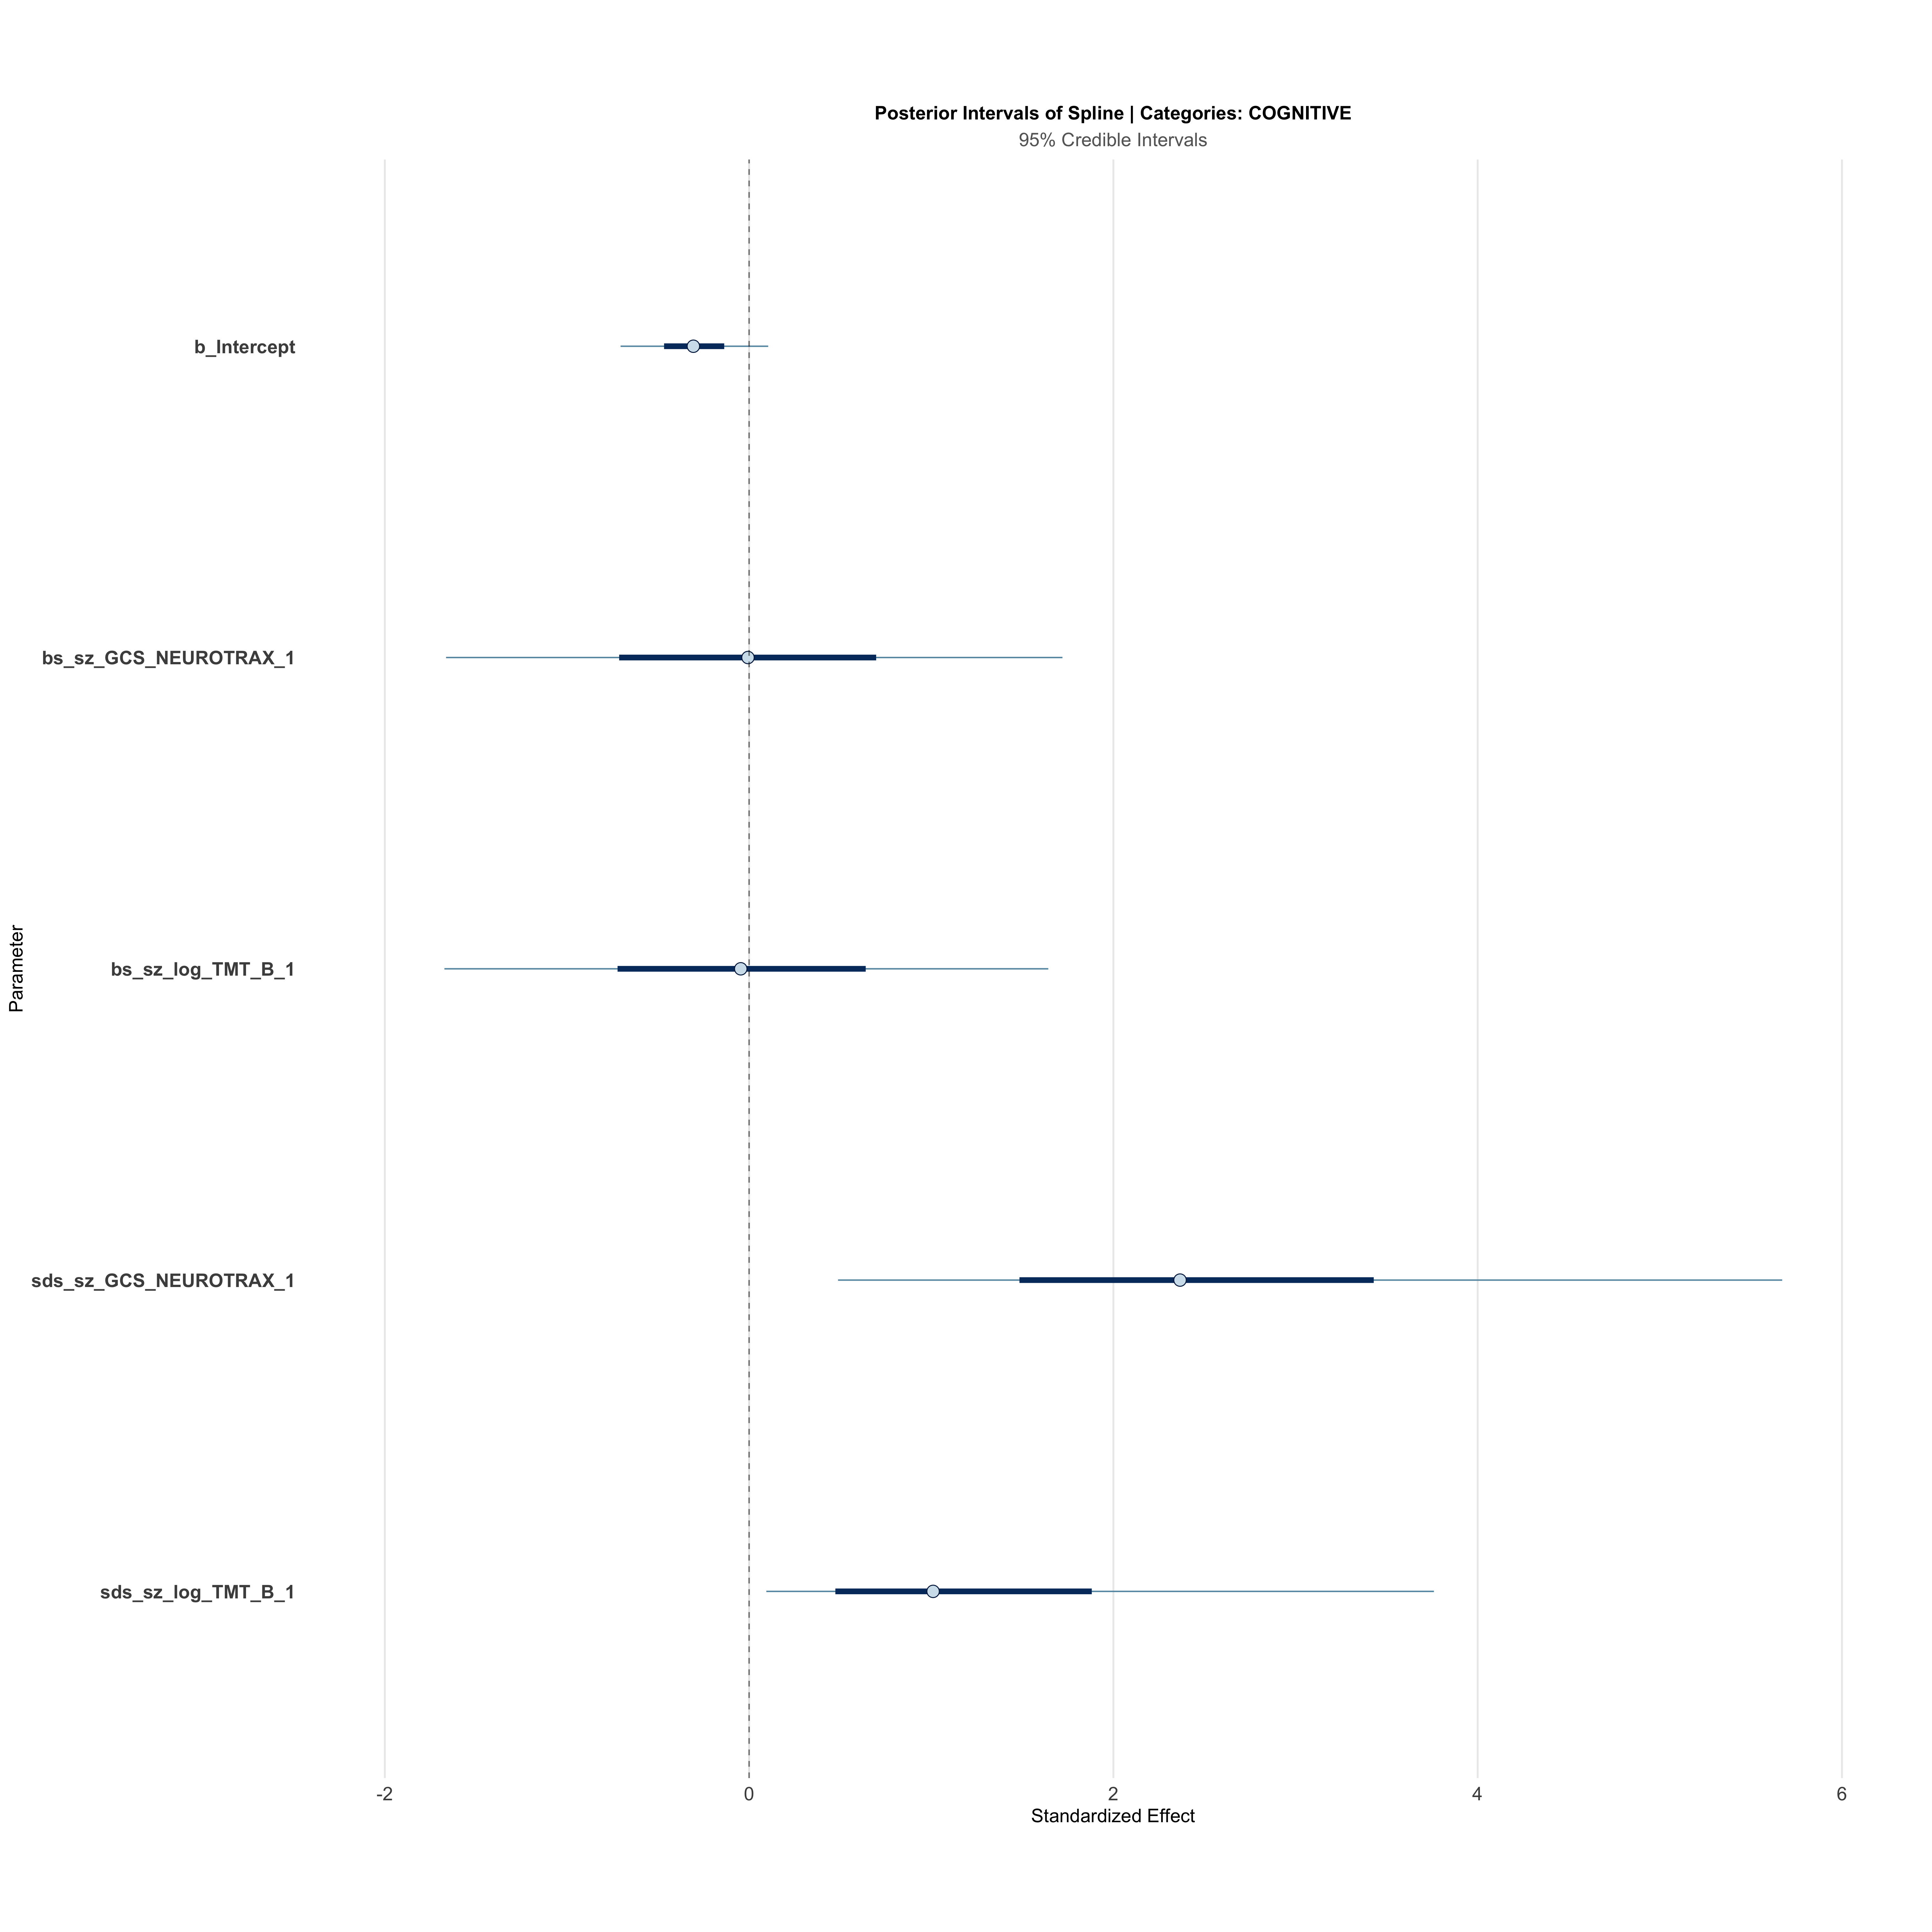 Posterior Intervals of Spline | Categories: COGNITIVE
95% Credible Intervals
b_Intercept
bs_sz_GCS_NEUROTRAX_1
bs_sz_log_TMT_B_1
sds_sz_GCS_NEUROTRAX_1
sds_sz_log_TMT_B_1
Parameter
-2 0 2 4 6
Standardized Effect